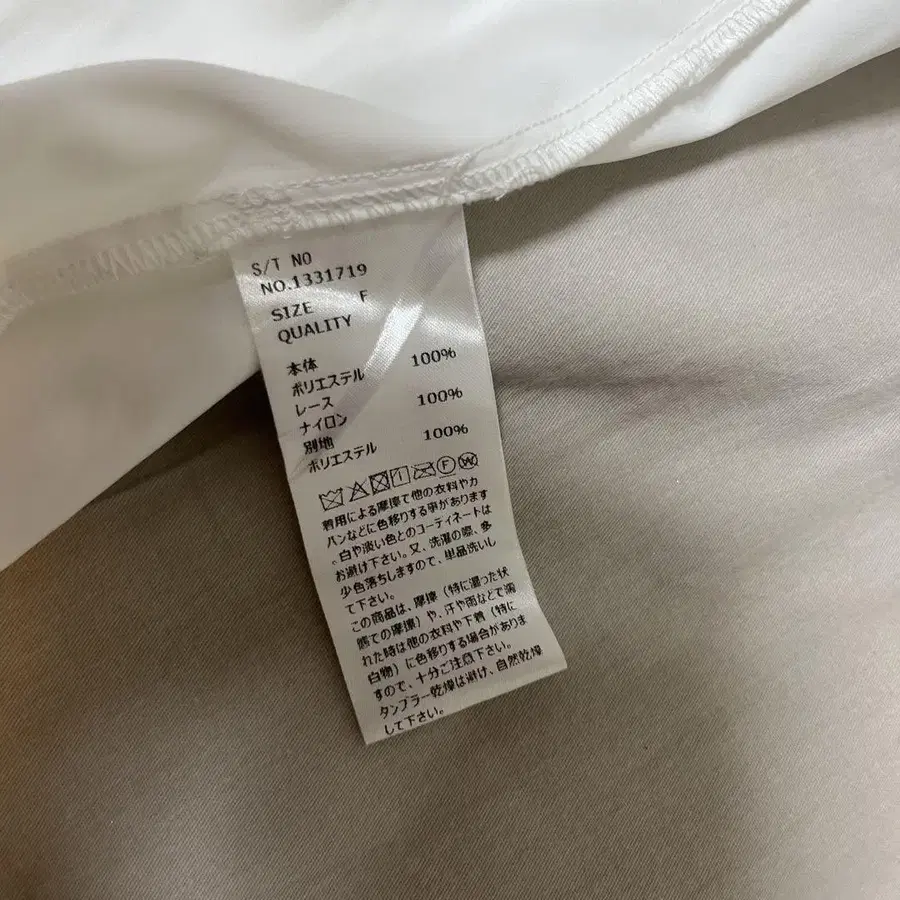 S/T NO
NO.1331719
SIZE F
QUALITY
本体
ポリエステル 100%
レース
ナイロン 100%
別地
ポリエステル 100%
F W
着用による摩擦で他の衣料やカ
バンなどに色移りする事があります
。白や淡い色とのコーディネートは
お避け下さい。又、洗濯の際、多
少色落ちしますので、単品洗いし
て下さい。
この商品は、摩擦(特に湿った状
態での摩擦)や、汗や雨などで濡
れた時は他の衣料や下着(特に
白物)に色移りする場合がありま
すので、十分ご注意下さい。
タンブラー乾燥は避け、自然乾燥
して下さい。